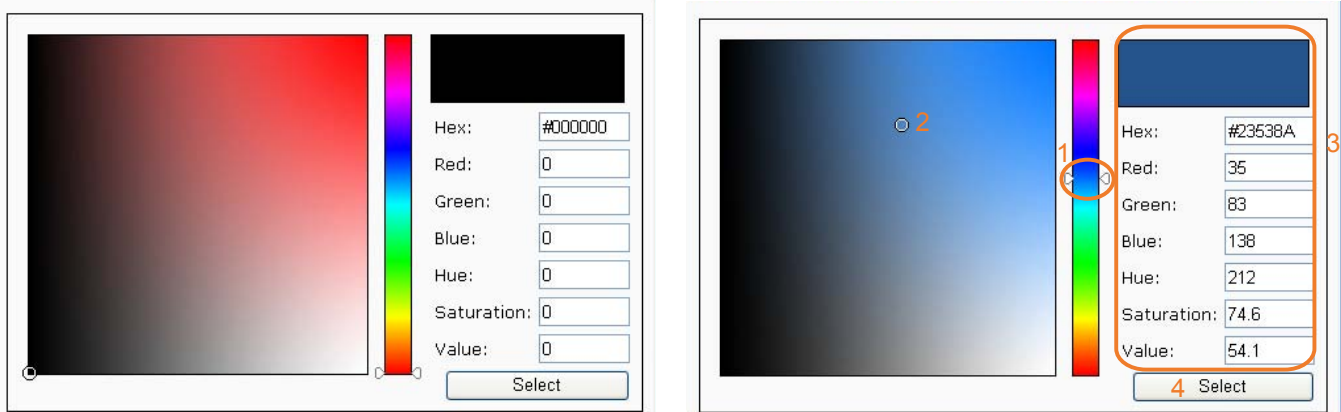 Hex: #000000
Red: 0
Green: 0
Blue: 0
Hue: 0
Saturation: 0
Value: 0
Select
2
1
3
Hex: #23538A
Red: 35
Green: 83
Blue: 138
Hue: 212
Saturation: 74.6
Value: 54.1
4 Select